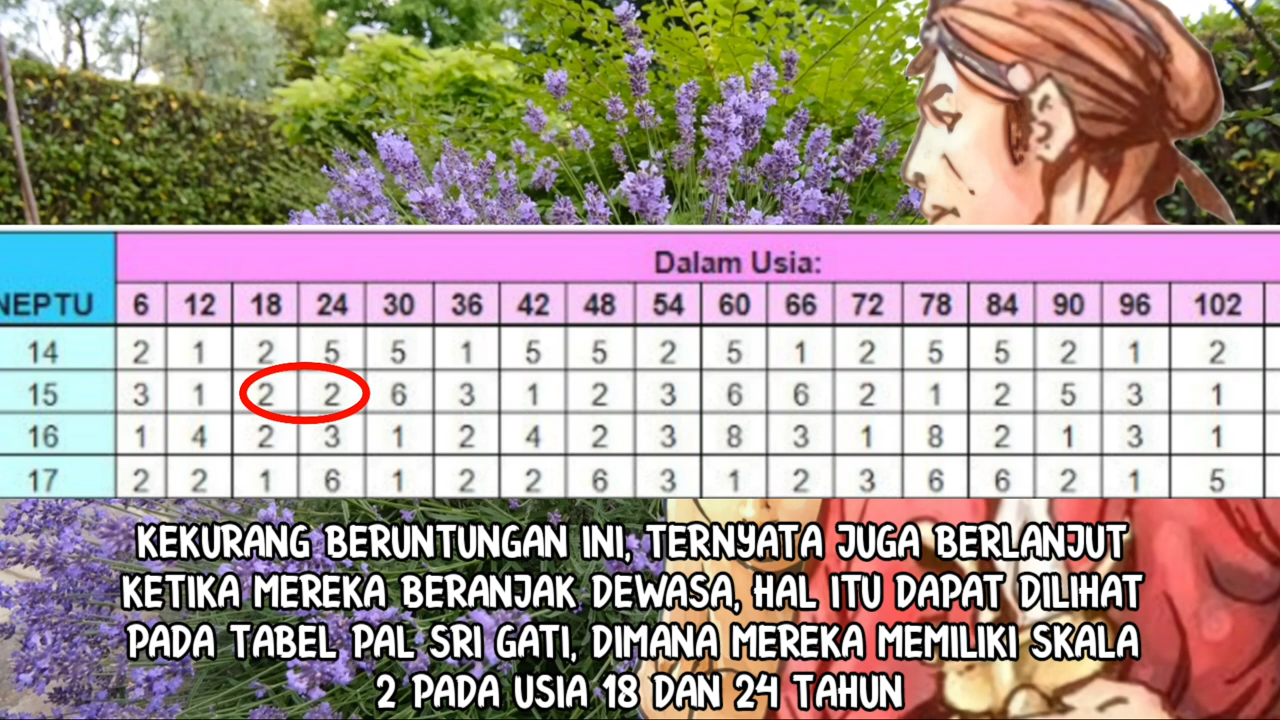 Dalam Usia:
NEPTU 6 12 18 24 30 36 42 48 54 60 66 72 78 84 90 96 102
14 2 1 2 5 5 1 5 5 2 5 1 2 5 5 2 1 2
15 3 1 2 2 6 3 1 2 3 6 6 2 1 2 5 3 1
16 1 4 2 3 1 2 4 2 3 8 3 1 8 2 1 3 1
17 2 2 1 6 1 2 2 6 3 1 2 3 6 6 2 1 5
KEKURANG BERUNTUNGAN INI, TERNYATA JUGA BERLANJUT
KETIKA MEREKA BERANJAK DEWASA, HAL ITU DAPAT DILIHAT
PADA TABEL PAL SRI GATI, DIMANA MEREKA MEMILIKI SKALA
2 PADA USIA 18 DAN 24 TAHUN